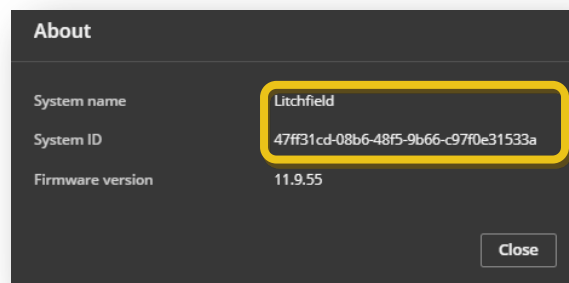 About
System name Litchfield
System ID 47ff31cd-08b6-48f5-9b66-c97f0e31533a
Firmware version 11.9.55
Close